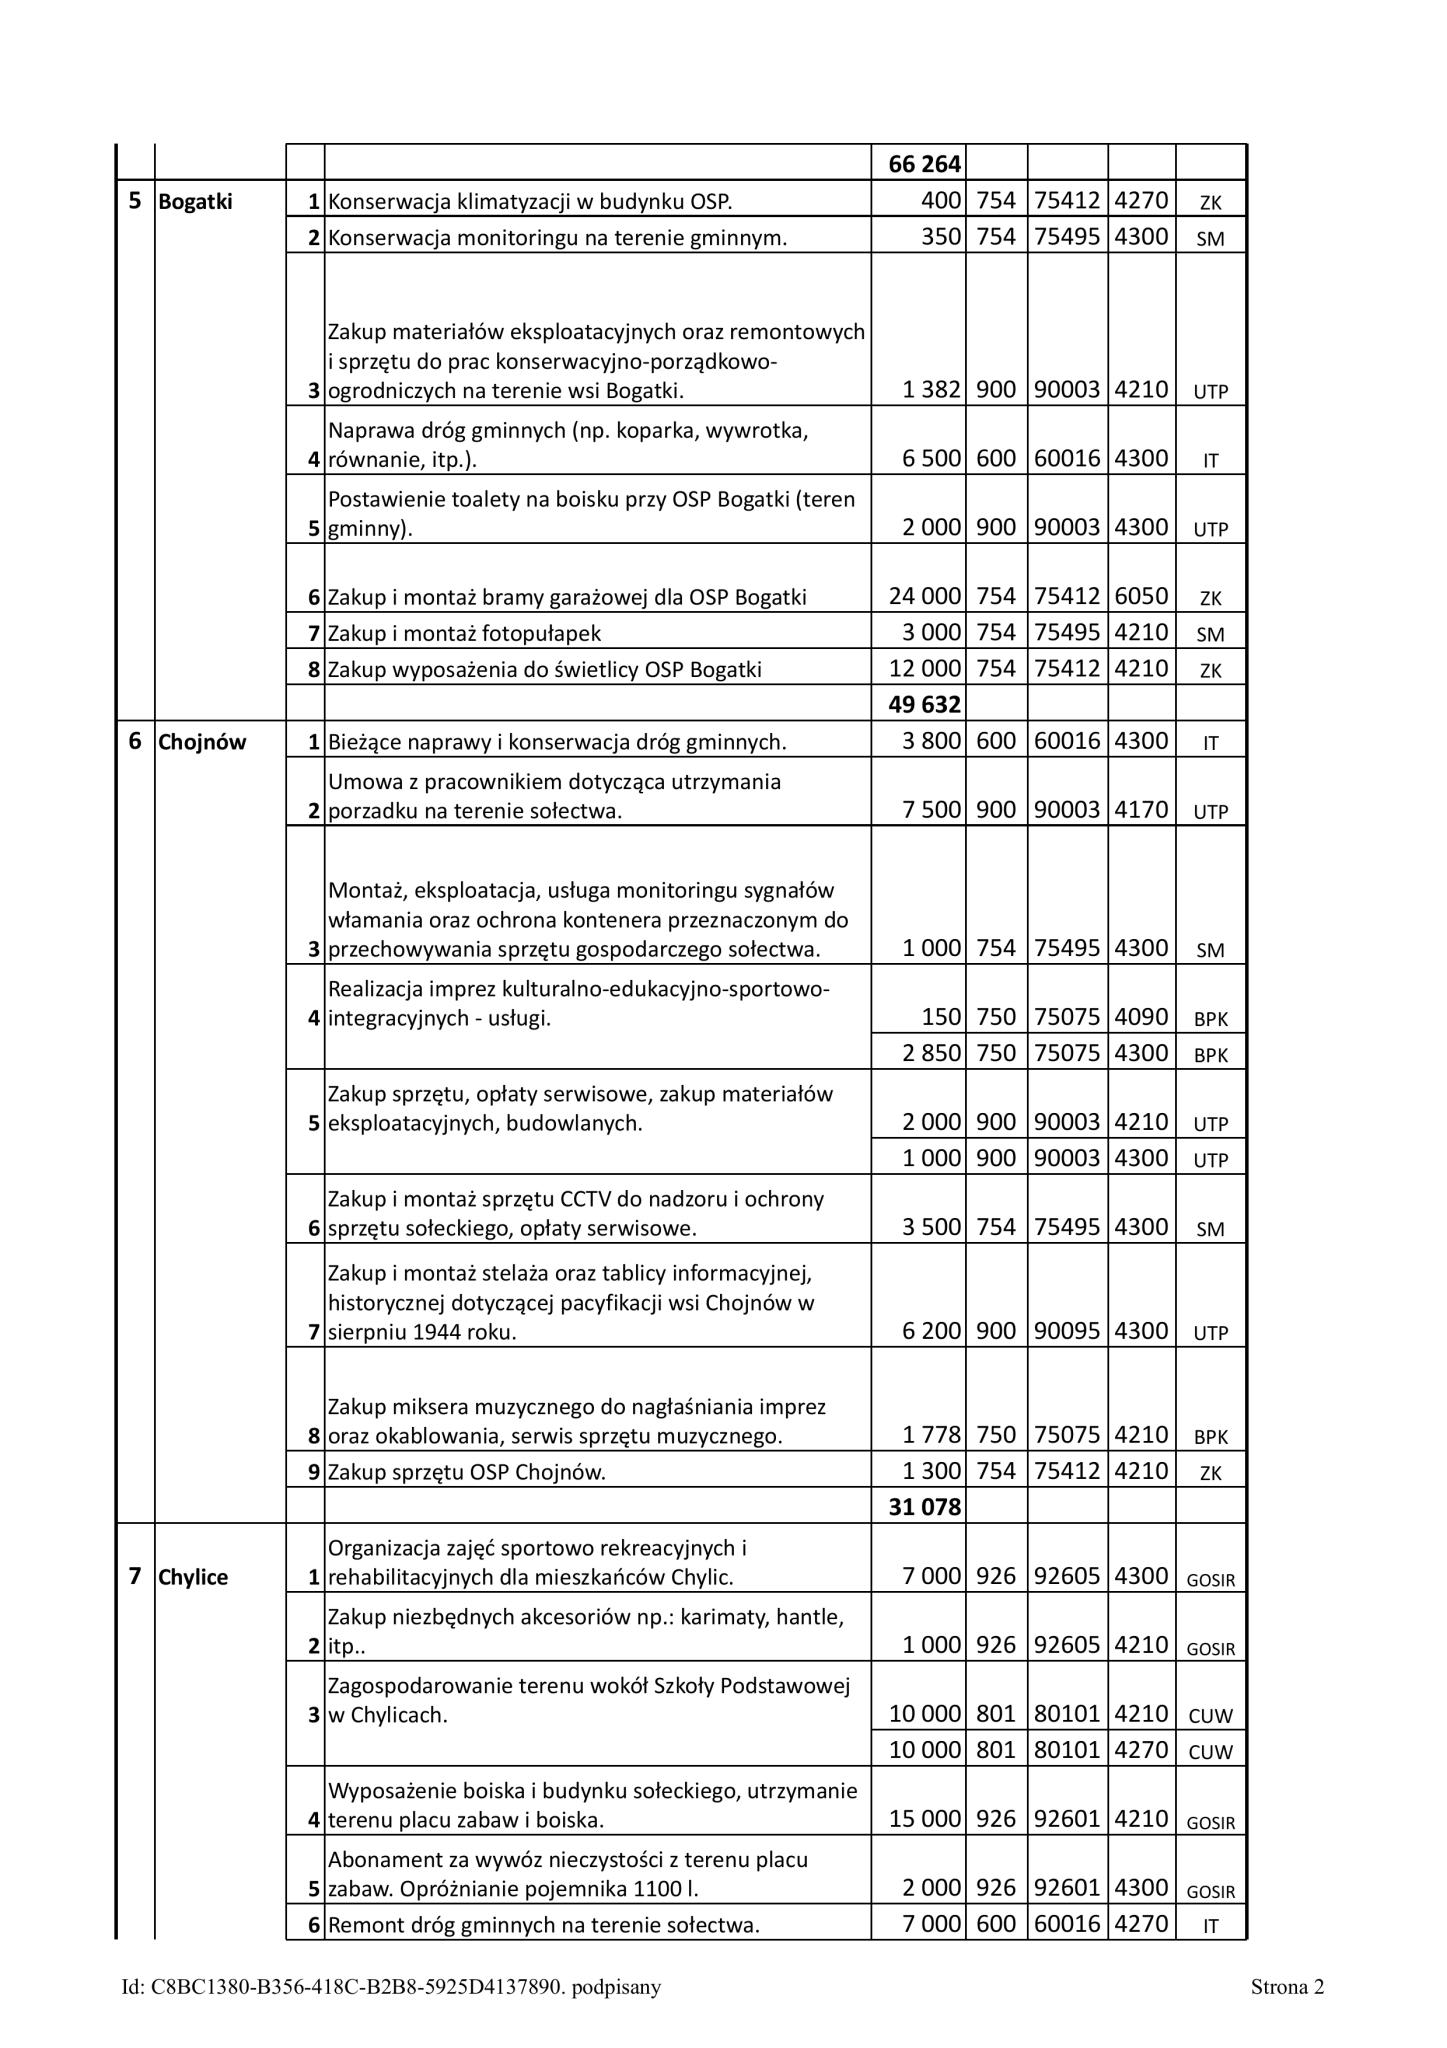 66 264
5 Bogatki 1 Konserwacja klimatyzacji w budynku OSP. 400 754 75412 4270 ZK
2 Konserwacja monitoringu na terenie gminnym. 350 754 75495 4300 SM
Zakup materiałów eksploatacyjnych oraz remontowych
i sprzętu do prac konserwacyjno-porządkowo-
3 ogrodniczych na terenie wsi Bogatki. 1 382 900 90003 4210 UTP
Naprawa dróg gminnych (np. koparka, wywrotka,
4 równanie, itp.). 6 500 600 60016 4300 IT
Postawienie toalety na boisku przy OSP Bogatki (teren
5 gminny). 2 000 900 90003 4300 UTP
6 Zakup i montaż bramy garażowej dla OSP Bogatki 24 000 754 75412 6050 ZK
7 Zakup i montaż fotopułapek 3 000 754 75495 4210 SM
8 Zakup wyposażenia do świetlicy OSP Bogatki 12 000 754 75412 4210 ZK
49 632
6 Chojnów 1 Bieżące naprawy i konserwacja dróg gminnych. 3 800 600 60016 4300 IT
Umowa z pracownikiem dotycząca utrzymania
2 porzadku na terenie sołectwa. 7 500 900 90003 4170 UTP
Montaż, eksploatacja, usługa monitoringu sygnałów
włamania oraz ochrona kontenera przeznaczonym do
3 przechowywania sprzętu gospodarczego sołectwa. 1 000 754 75495 4300 SM
Realizacja imprez kulturalno-edukacyjno-sportowo-
4 integracyjnych - usługi. 150 750 75075 4090 BPK
2 850 750 75075 4300 BPK
Zakup sprzętu, opłaty serwisowe, zakup materiałów
5 eksploatacyjnych, budowlanych. 2 000 900 90003 4210 UTP
1 000 900 90003 4300 UTP
Zakup i montaż sprzętu CCTV do nadzoru i ochrony
6 sprzętu sołeckiego, opłaty serwisowe. 3 500 754 75495 4300 SM
Zakup i montaż stelaża oraz tablicy informacyjnej,
historycznej dotyczącej pacyfikacji wsi Chojnów w
7 sierpniu 1944 roku. 6 200 900 90095 4300 UTP
Zakup miksera muzycznego do nagłaśniania imprez
8 oraz okablowania, serwis sprzętu muzycznego. 1 778 750 75075 4210 BPK
9 Zakup sprzętu OSP Chojnów. 1 300 754 75412 4210 ZK
31 078
Organizacja zajęć sportowo rekreacyjnych i
7 Chylice 1 rehabilitacyjnych dla mieszkańców Chylic. 7 000 926 92605 4300 GOSIR
Zakup niezbędnych akcesoriów np.: karimaty, hantle,
2 itp.. 1 000 926 92605 4210 GOSIR
Zagospodarowanie terenu wokół Szkoły Podstawowej
3 w Chylicach. 10 000 801 80101 4210 CUW
10 000 801 80101 4270 CUW
Wyposażenie boiska i budynku sołeckiego, utrzymanie
4 terenu placu zabaw i boiska. 15 000 926 92601 4210 GOSIR
Abonament za wywóz nieczystości z terenu placu
5 zabaw. Opróżnianie pojemnika 1100 l. 2 000 926 92601 4300 GOSIR
6 Remont dróg gminnych na terenie sołectwa. 7 000 600 60016 4270 IT
Id: C8BC1380-B356-418C-B2B8-5925D4137890. podpisany Strona 2